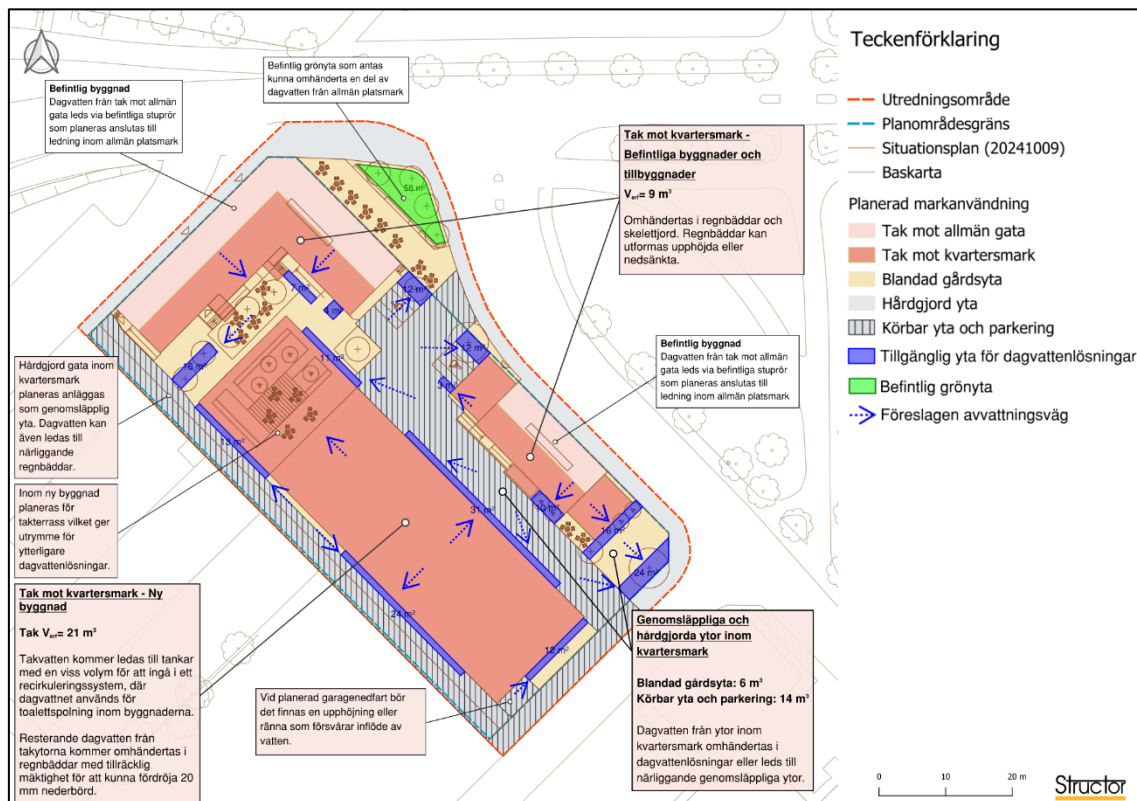 Teckenförklaring
Utredningsområde
Planområdesgräns
Situationsplan (20241009)
Baskarta
Planerad markanvändning
Tak mot allmän gata
Tak mot kvartersmark
Blandad gårdsyta
Hårdgjord yta
Körbar yta och parkering
Tillgänglig yta för dagvattenlösningar
Befintlig grönyta
Föreslagen avvattningsväg
Befintlig byggnad
Dagvatten från tak mot allmän
gata leds via befintliga stuprör
som planeras anslutas till
ledning inom allmän platsmark
Befintlig grönyta som antas
kunna omhänderta en del av
dagvatten från allmän platsmark
Tak mot kvartersmark -
Befintliga byggnader och
tillbyggnader
Verf= 9 m³
Omhändertas i regnbäddar och
skelettjord. Regnbäddar kan
utformas upphöjda eller
nedsänkta.
Befintlig byggnad
Dagvatten från tak mot allmän
gata leds via befintliga stuprör
som planeras anslutas till
ledning inom allmän platsmark
Hårdgjord gata inom
kvartersmark
planeras anläggas
som genomsläpplig
yta. Dagvatten kan
även ledas till
närliggande
regnbäddar.
Inom ny byggnad
planeras för
takterrass vilket ger
utrymme för
ytterligare
dagvattenlösningar.
Tak mot kvartersmark - Ny
byggnad
Tak Verf= 21 m³
Takvatten kommer ledas till tankar
med en viss volym för att ingå i ett
recirkuleringssystem, där
dagvattnet används för
toalettspolning inom byggnaderna.
Resterande dagvatten från
takytorna kommer omhändertas i
regnbäddar med tillräcklig
mäktighet för att kunna fördröja 20
mm nederbörd.
Vid planerad garagenedfart bör
det finnas en upphöjning eller
ränna som försvårar inflöde av
vatten.
Genomsläppliga och
hårdgjorda ytor inom
kvartersmark
Blandad gårdsyta: 6 m³
Körbar yta och parkering: 14 m³
Dagvatten från ytor inom
kvartersmark omhändertas i
dagvattenlösningar eller leds till
närliggande genomsläppliga ytor.
58 m²
12 m²
7 m²
4 m²
12 m²
11 m²
16 m²
13 m²
31 m²
10 m²
16 m²
24 m²
24 m²
12 m²
0 10 20 m
Structor